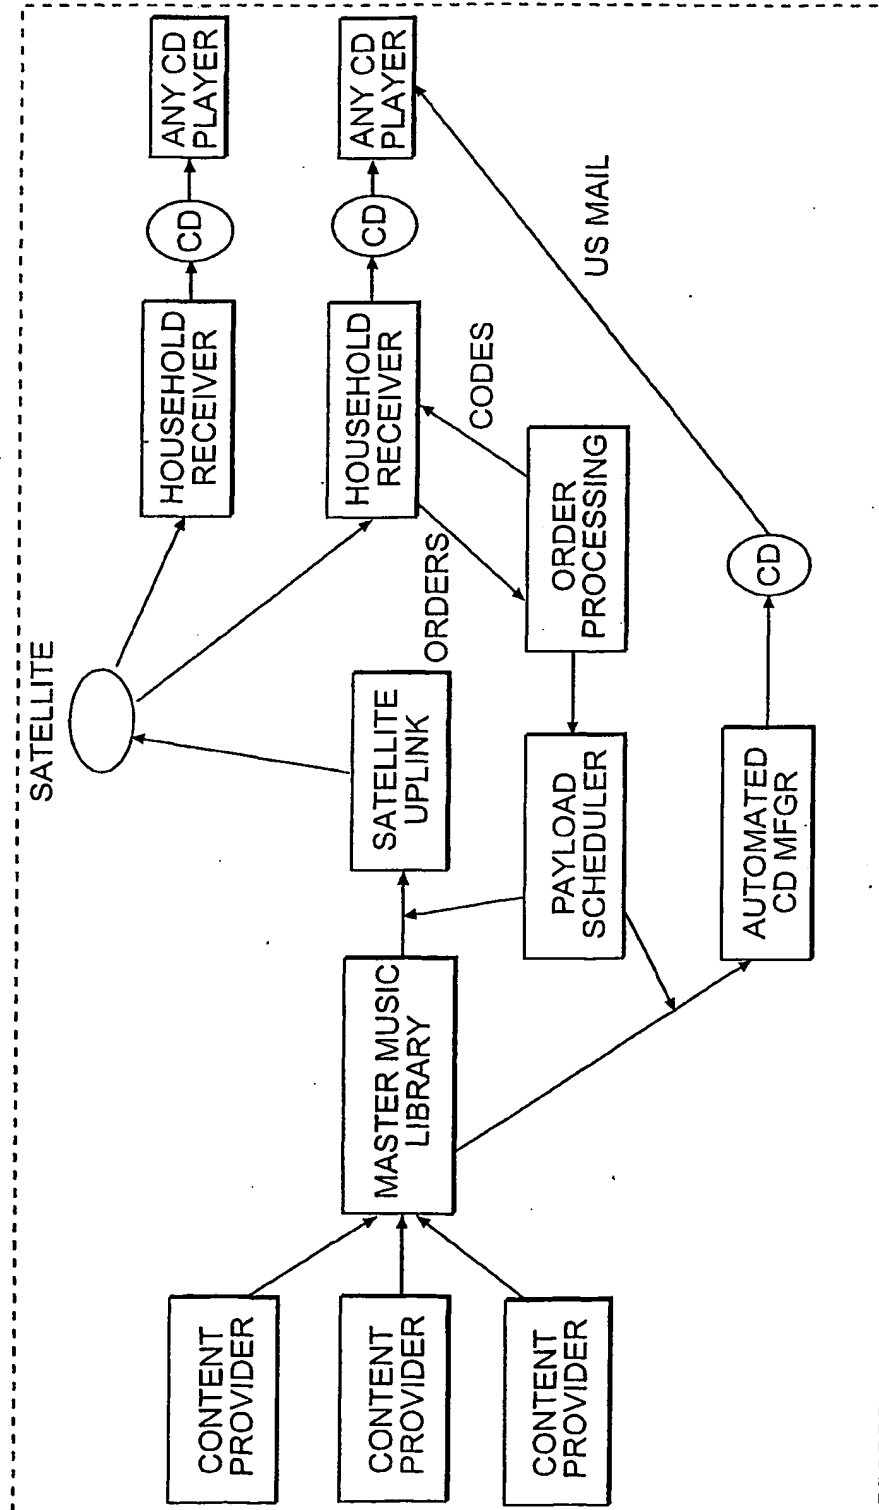 CONTENT
PROVIDER
CONTENT
PROVIDER
CONTENT
PROVIDER
MASTER MUSIC
LIBRARY
SATELLITE
UPLINK
SATELLITE
PAYLOAD
SCHEDULER
AUTOMATED
CD MFGR
ORDERS
ORDER
PROCESSING
CODES
HOUSEHOLD
RECEIVER
HOUSEHOLD
RECEIVER
CD
CD
CD
US MAIL
ANY CD
PLAYER
ANY CD
PLAYER